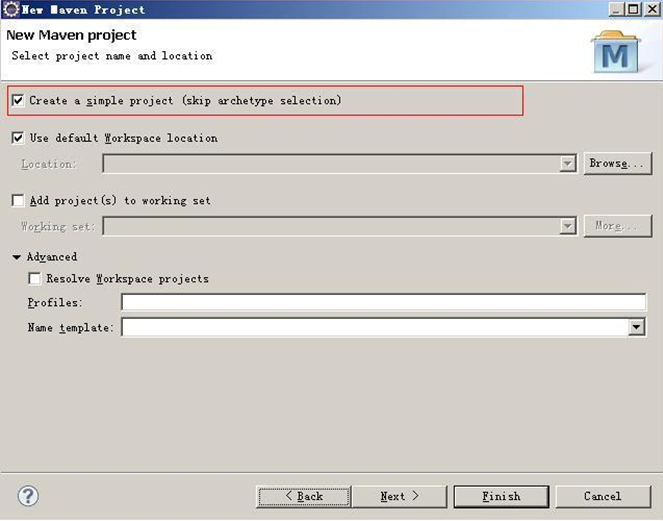 New Maven Project
New Maven project
Select project name and location
M
Create a simple project (skip archetype selection)
Use default Workspace location
Location:
Browse...
Add project(s) to working set
Working set:
More...
Advanced
Resolve Workspace projects
Profiles:
Name template:
?
< Back
Next >
Finish
Cancel